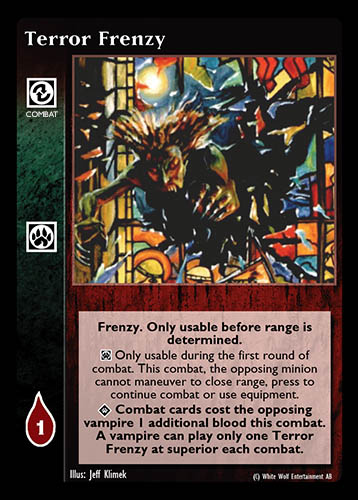 Terror Frenzy
COMBAT
Frenzy. Only usable before range is
determined.
Only usable during the first round of
combat. This combat, the opposing minion
cannot maneuver to close range, press to
continue combat or use equipment.
Combat cards cost the opposing
vampire 1 additional blood this combat.
A vampire can play only one Terror
Frenzy at superior each combat.
1
Illus: Jeff Klimek
(C) White Wolf Entertainment AB